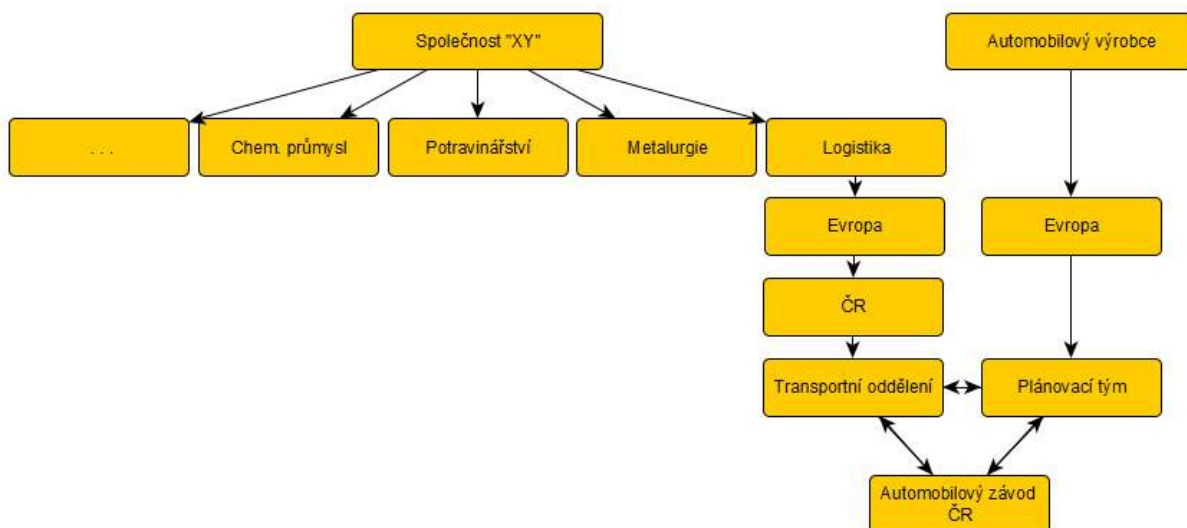 Společnost "XY"
Automobilový výrobce
. . .
Chem. průmysl
Potravinářství
Metalurgie
Logistika
Evropa
Evropa
ČR
Transportní oddělení
Plánovací tým
Automobilový závod
ČR